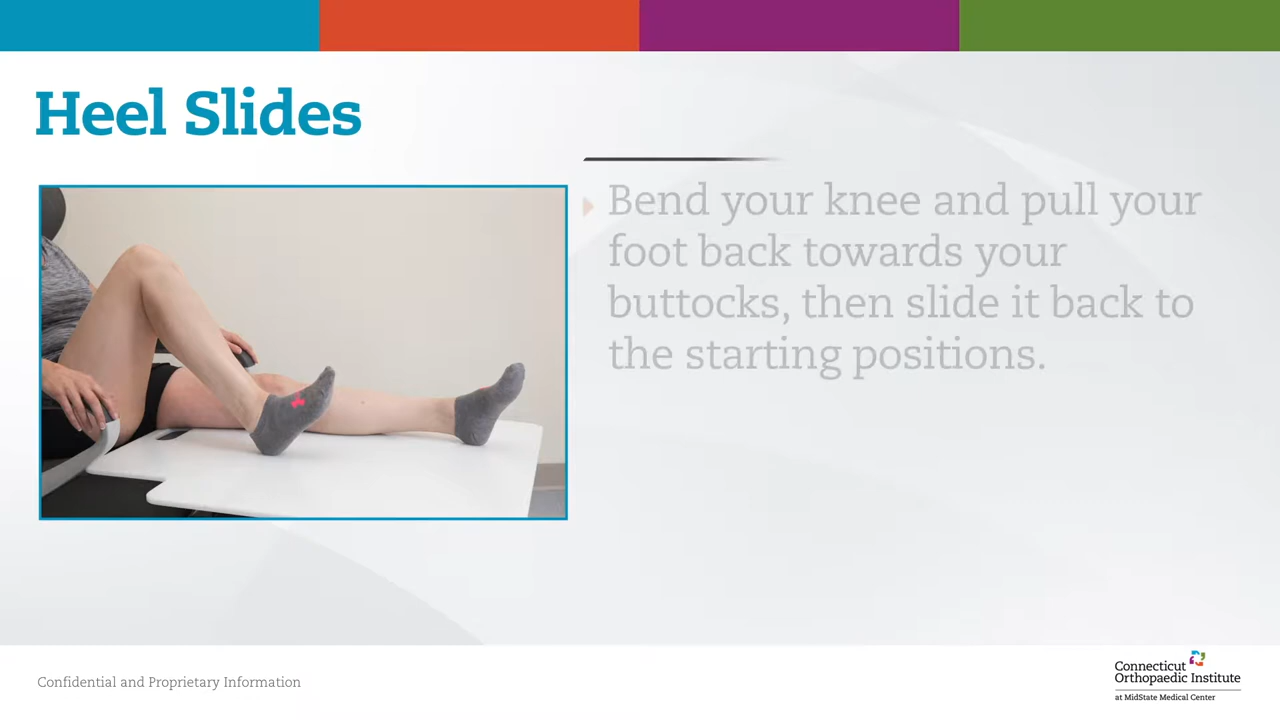 Heel Slides
Bend your knee and pull your
foot back towards your
buttocks, then slide it back to
the starting positions.
Confidential and Proprietary Information
Connecticut
Orthopaedic Institute
at MidState Medical Center